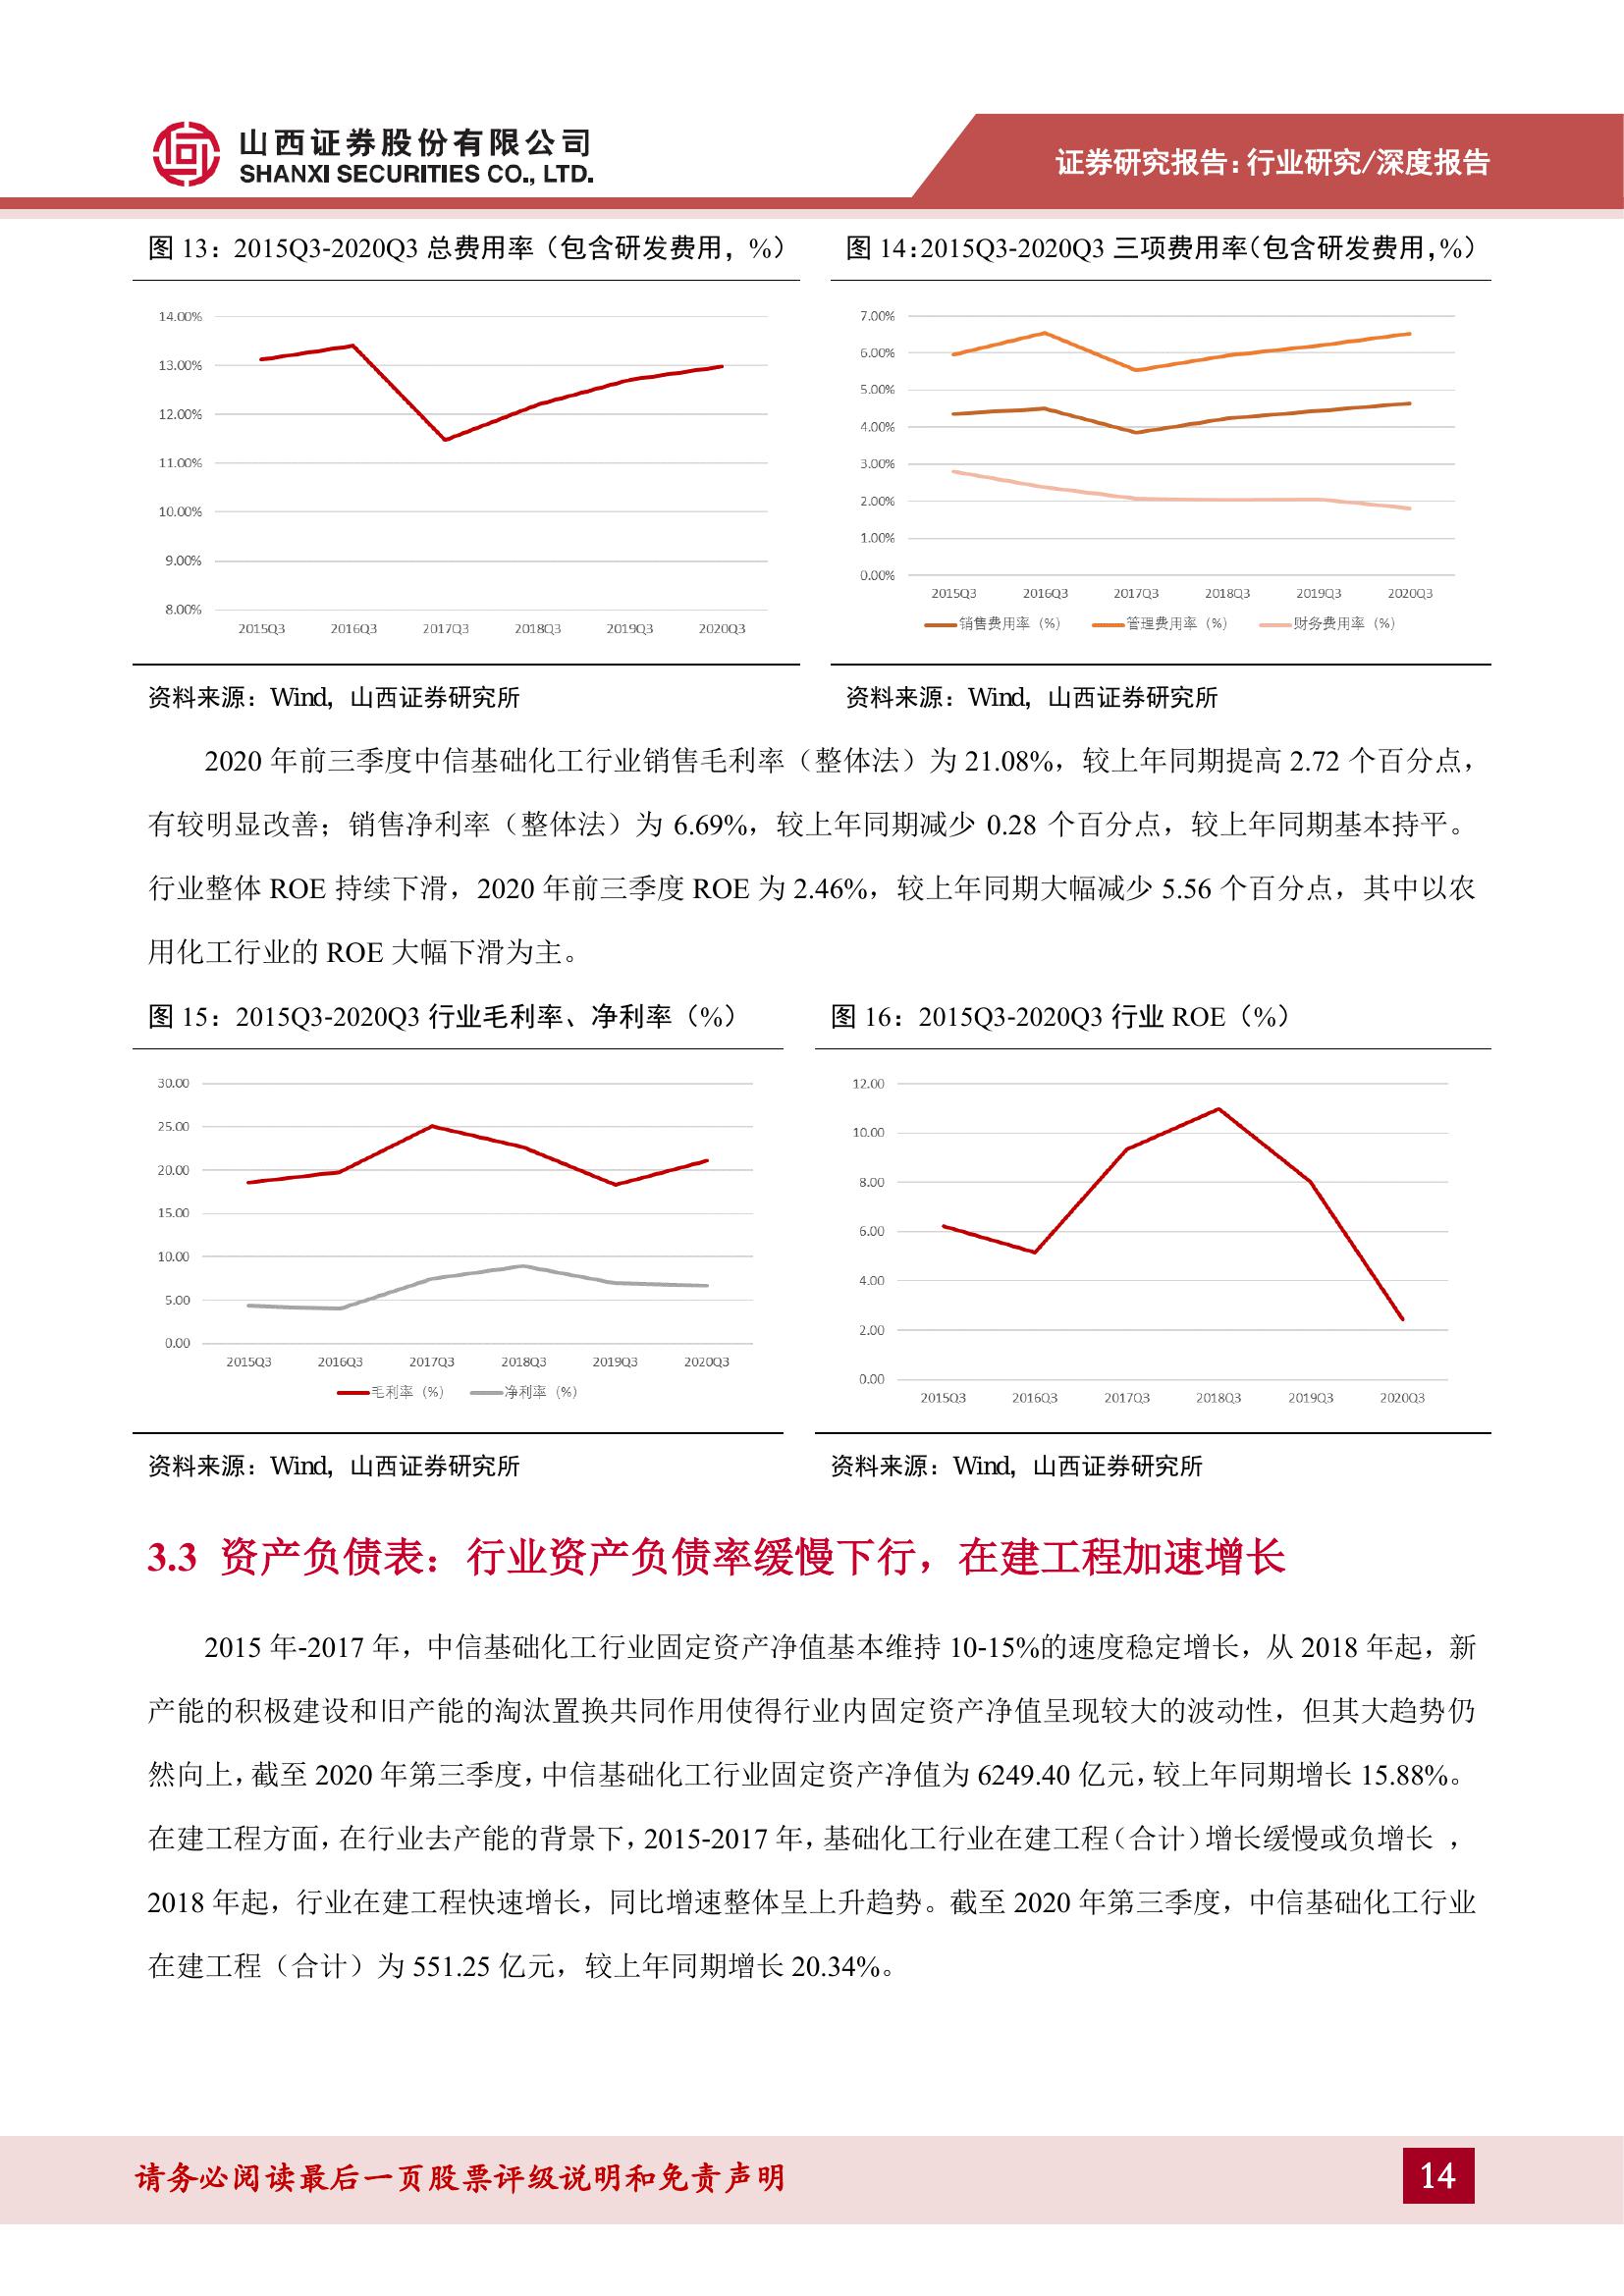 山西证券股份有限公司
SHANXI SECURITIES CO., LTD.
证券研究报告：行业研究/深度报告
图 13：2015Q3-2020Q3 总费用率（包含研发费用，%）
14.00%
13.00%
12.00%
11.00%
10.00%
9.00%
8.00%
2015Q3 2016Q3 2017Q3 2018Q3 2019Q3 2020Q3
资料来源：Wind，山西证券研究所
图 14：2015Q3-2020Q3 三项费用率（包含研发费用，%）
7.00%
6.00%
5.00%
4.00%
3.00%
2.00%
1.00%
0.00%
2015Q3 2016Q3 2017Q3 2018Q3 2019Q3 2020Q3
销售费用率（%） 管理费用率（%） 财务费用率（%）
资料来源：Wind，山西证券研究所
2020 年前三季度中信基础化工行业销售毛利率（整体法）为 21.08%，较上年同期提高 2.72 个百分点，
有较明显改善；销售净利率（整体法）为 6.69%，较上年同期减少 0.28 个百分点，较上年同期基本持平。
行业整体 ROE 持续下滑，2020 年前三季度 ROE 为 2.46%，较上年同期大幅减少 5.56 个百分点，其中以农
用化工行业的 ROE 大幅下滑为主。
图 15：2015Q3-2020Q3 行业毛利率、净利率（%）
30.00
25.00
20.00
15.00
10.00
5.00
0.00
2015Q3 2016Q3 2017Q3 2018Q3 2019Q3 2020Q3
毛利率（%） 净利率（%）
资料来源：Wind，山西证券研究所
图 16：2015Q3-2020Q3 行业 ROE（%）
12.00
10.00
8.00
6.00
4.00
2.00
0.00
2015Q3 2016Q3 2017Q3 2018Q3 2019Q3 2020Q3
资料来源：Wind，山西证券研究所
3.3 资产负债表：行业资产负债率缓慢下行，在建工程加速增长
2015 年-2017 年，中信基础化工行业固定资产净值基本维持 10-15%的速度稳定增长，从 2018 年起，新
产能的积极建设和旧产能的淘汰置换共同作用使得行业内固定资产净值呈现较大的波动性，但其大趋势仍
然向上，截至 2020 年第三季度，中信基础化工行业固定资产净值为 6249.40 亿元，较上年同期增长 15.88%。
在建工程方面，在行业去产能的背景下，2015-2017 年，基础化工行业在建工程（合计）增长缓慢或负增长 ，
2018 年起，行业在建工程快速增长，同比增速整体呈上升趋势。截至 2020 年第三季度，中信基础化工行业
在建工程（合计）为 551.25 亿元，较上年同期增长 20.34%。
请务必阅读最后一页股票评级说明和免责声明
14